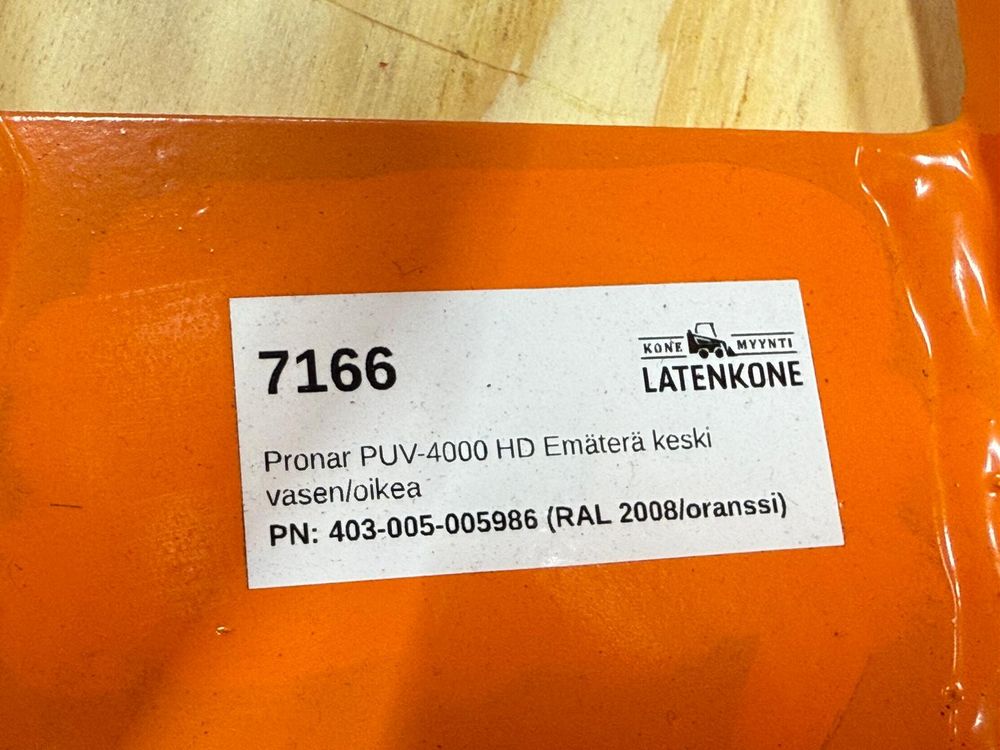 7166
KONE MYYNTI
LATENKONE
Pronar PUV-4000 HD Emäterä keski
vasen/oikea
PN: 403-005-005986 (RAL 2008/oranssi)